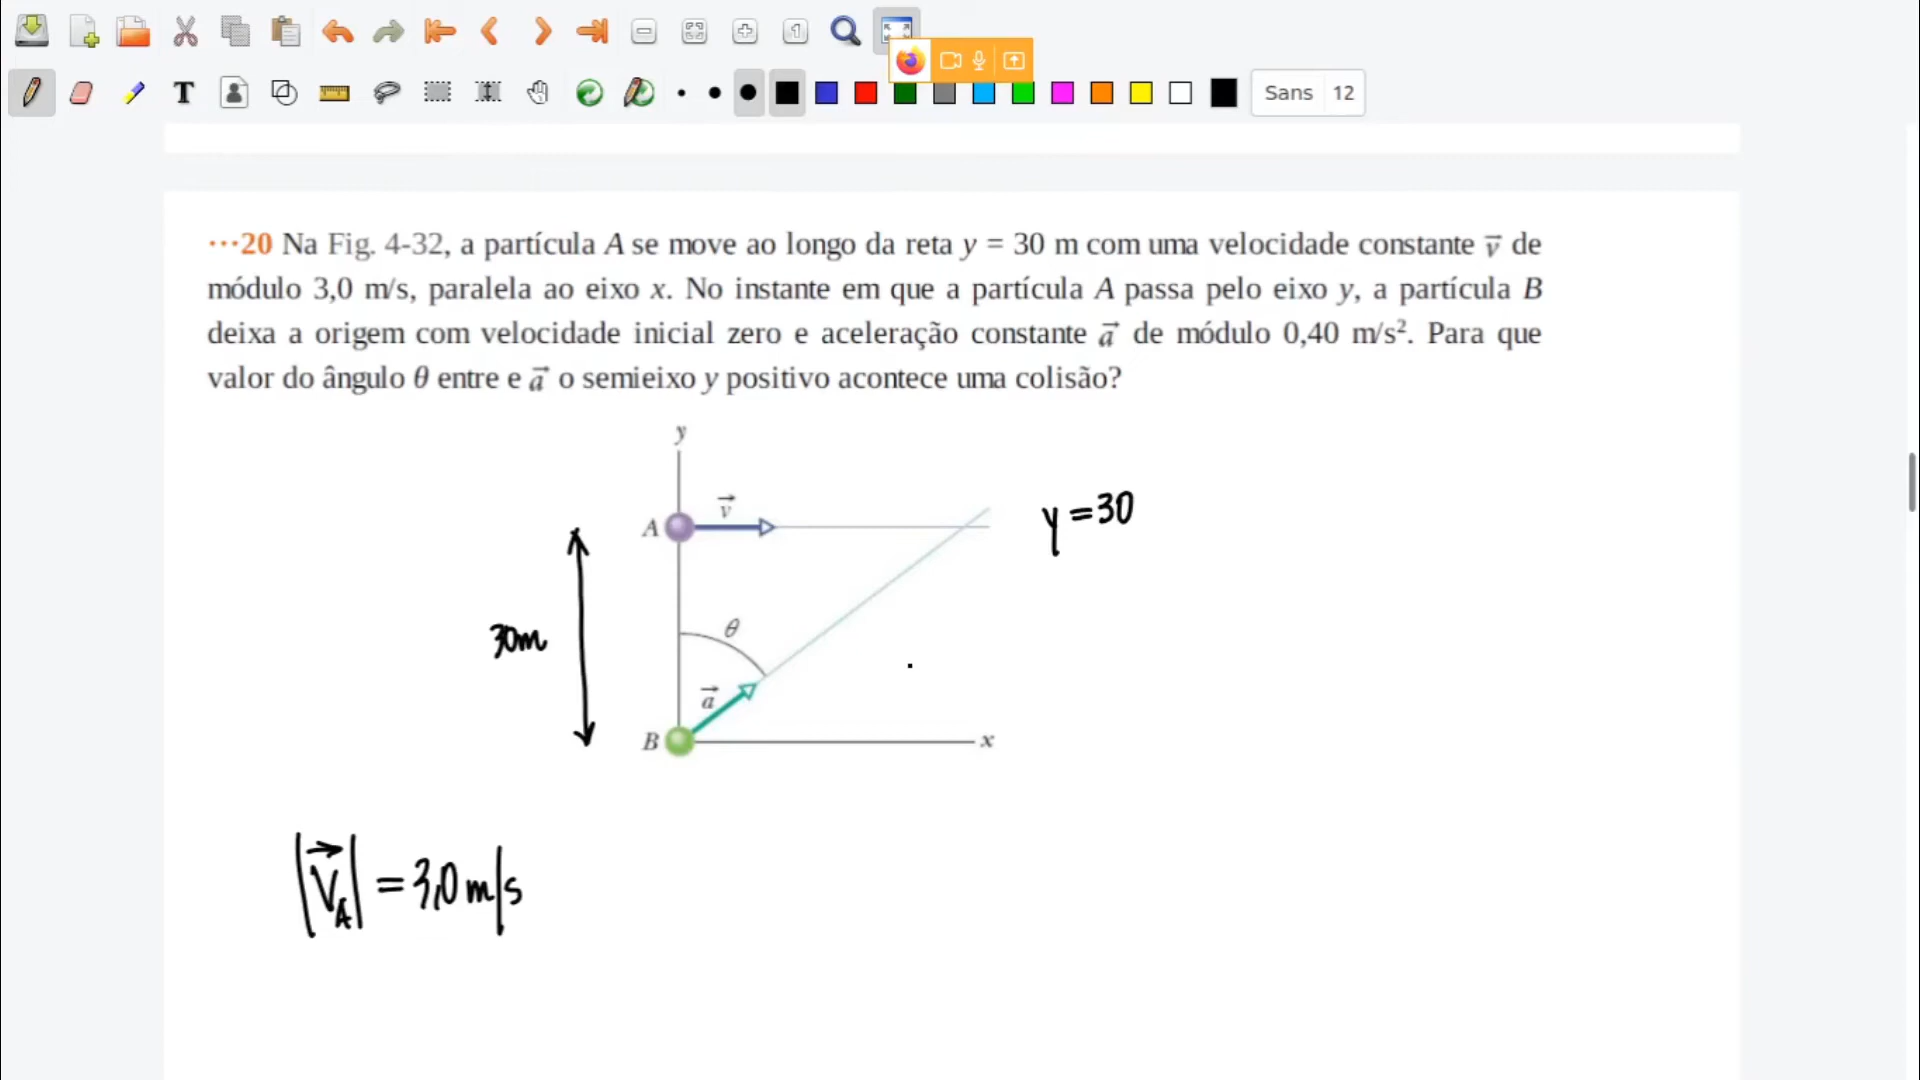 Sans 12
···20 Na Fig. 4-32, a partícula A se move ao longo da reta y = 30 m com uma velocidade constante v⃗ de
módulo 3,0 m/s, paralela ao eixo x. No instante em que a partícula A passa pelo eixo y, a partícula B
deixa a origem com velocidade inicial zero e aceleração constante a⃗ de módulo 0,40 m/s². Para que
valor do ângulo θ entre e a⃗ o semieixo y positivo acontece uma colisão?
y
v⃗
A
y = 30
30m
θ
a⃗
B
x
|V⃗_A| = 3,0 m/s